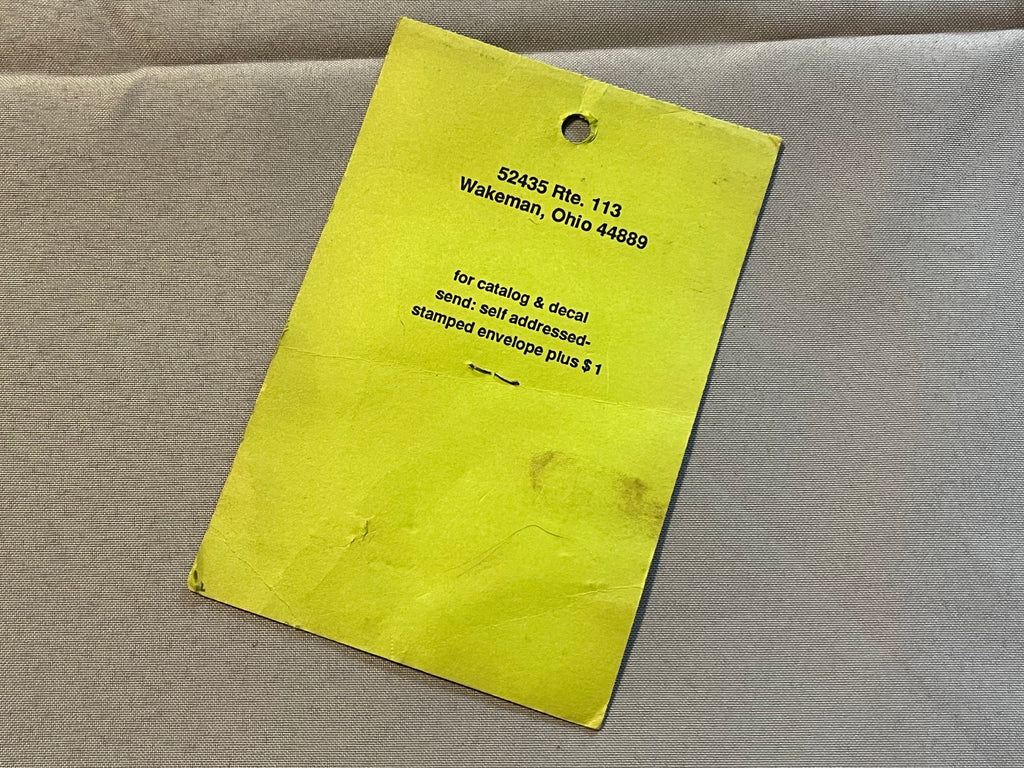 52435 Rte. 113
Wakeman, Ohio 44889
for catalog & decal
send: self addressed-
stamped envelope plus $1